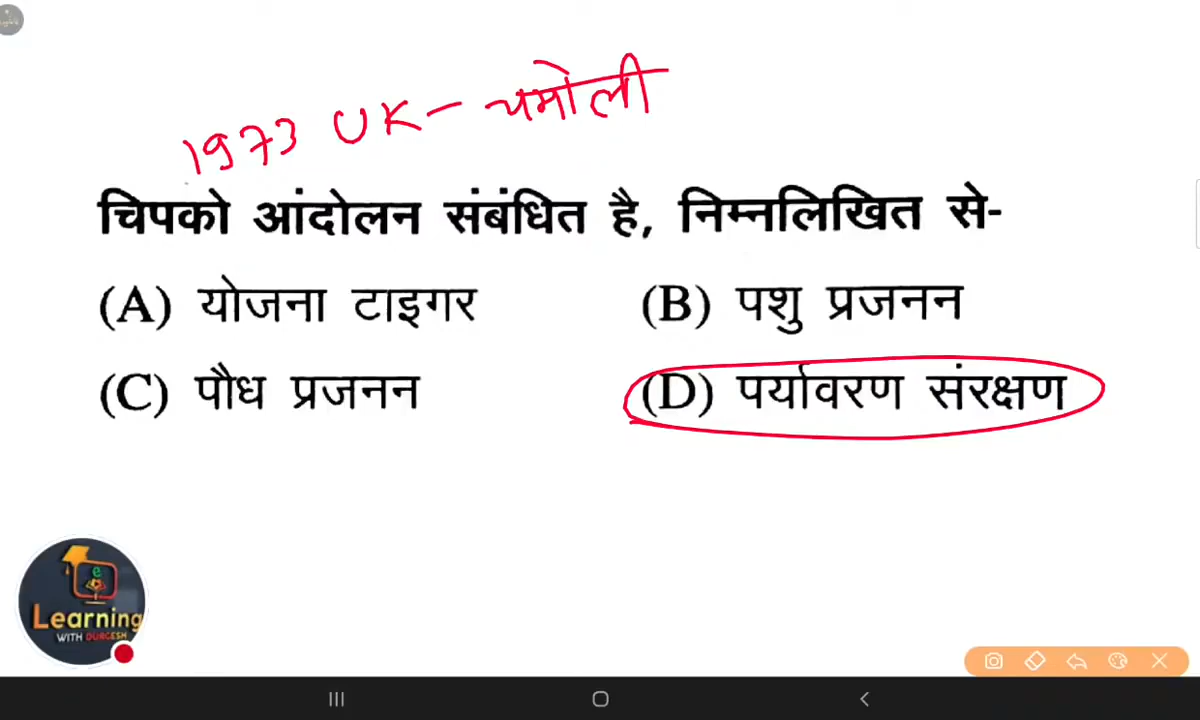 1973 UK - चमोली
चिपको आंदोलन संबंधित है, निम्नलिखित से-
(A) योजना टाइगर (B) पशु प्रजनन
(C) पौध प्रजनन (D) पर्यावरण संरक्षण
e
Learning
WITH DURGESH